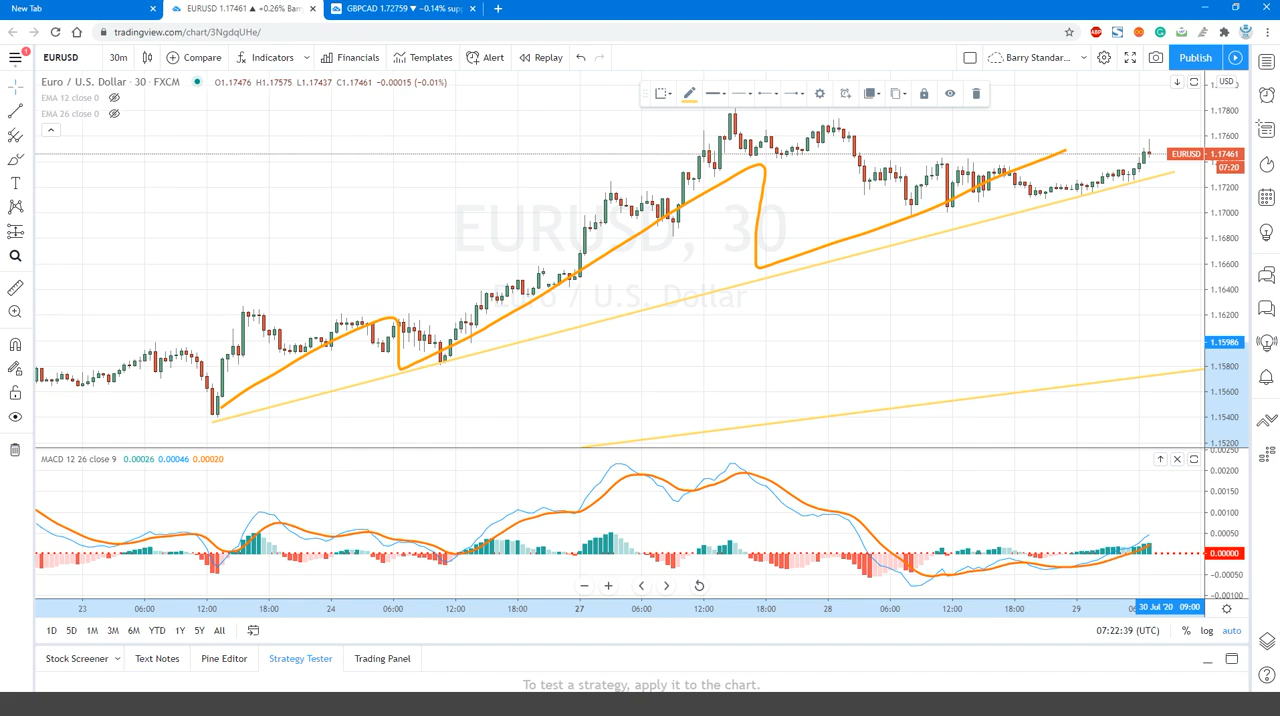 New Tab
EURUSD 1.17461 ▲ +0.26% Bar
GBPCAD 1.72759 ▼ −0.14% sup
tradingview.com/chart/3NgdqUHe/
EURUSD 30m Compare Indicators Financials Templates Alert Replay Barry Standar... Publish
Euro / U.S. Dollar · 30 · FXCM O1.17476 H1.17575 L1.17437 C1.17461 −0.00015 (−0.01%)
EMA 12 close 0
EMA 26 close 0
USD
1.17800
1.17600
EURUSD 1.17461
07:20
1.17200
1.17000
1.16800
1.16600
1.16400
1.16200
1.15986
1.15800
1.15600
1.15400
1.15200
EURUSD, 30
Euro / U.S. Dollar
MACD 12 26 close 9 0.00026 0.00046 0.00020
0.00250
0.00200
0.00150
0.00100
0.00050
0.00000
−0.00050
−0.00100
23 06:00 12:00 18:00 24 06:00 12:00 18:00 27 06:00 12:00 18:00 28 06:00 12:00 18:00 29 30 Jul '20 09:00
1D 5D 1M 3M 6M YTD 1Y 5Y All 07:22:39 (UTC) % log auto
Stock Screener Text Notes Pine Editor Strategy Tester Trading Panel
To test a strategy, apply it to the chart.